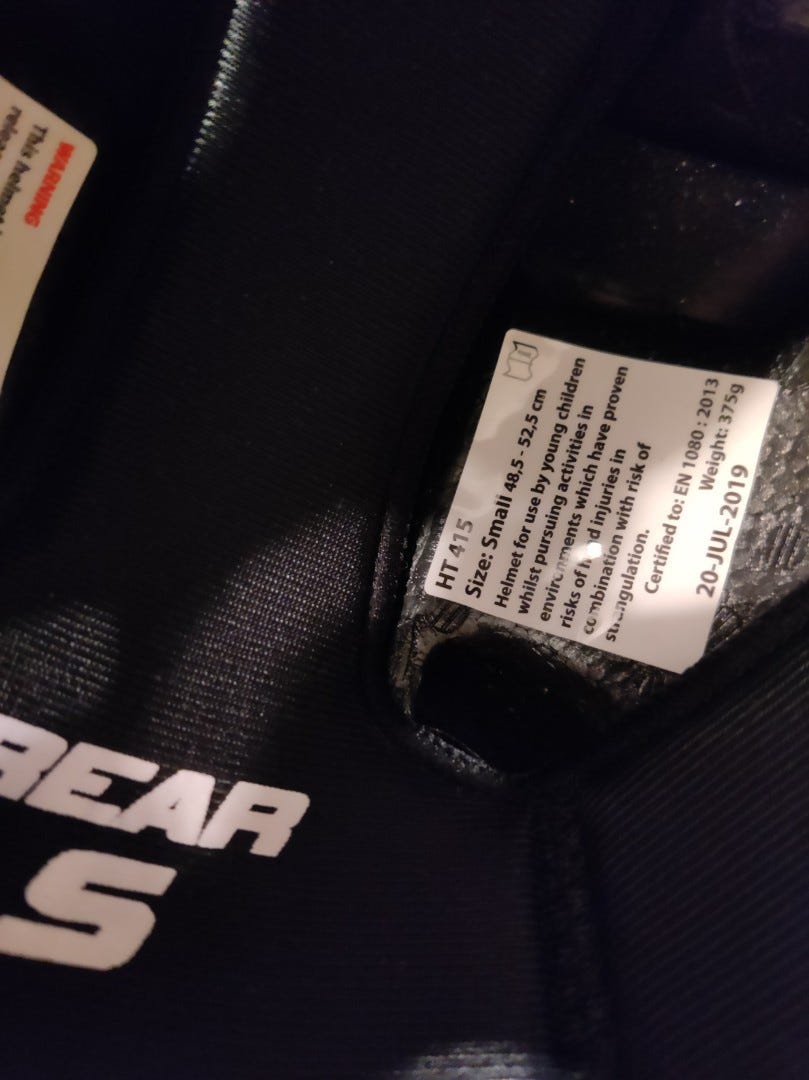 WARNING
This helmet
HT 415
Size: Small 48,5 - 52,5 cm
Helmet for use by young children
whilst pursuing activities in
environments which have proven
risks of head injuries in
combination with risk of
strangulation.
Certified to: EN 1080 : 2013
Weight: 375g
20-JUL-2019
REAR
S